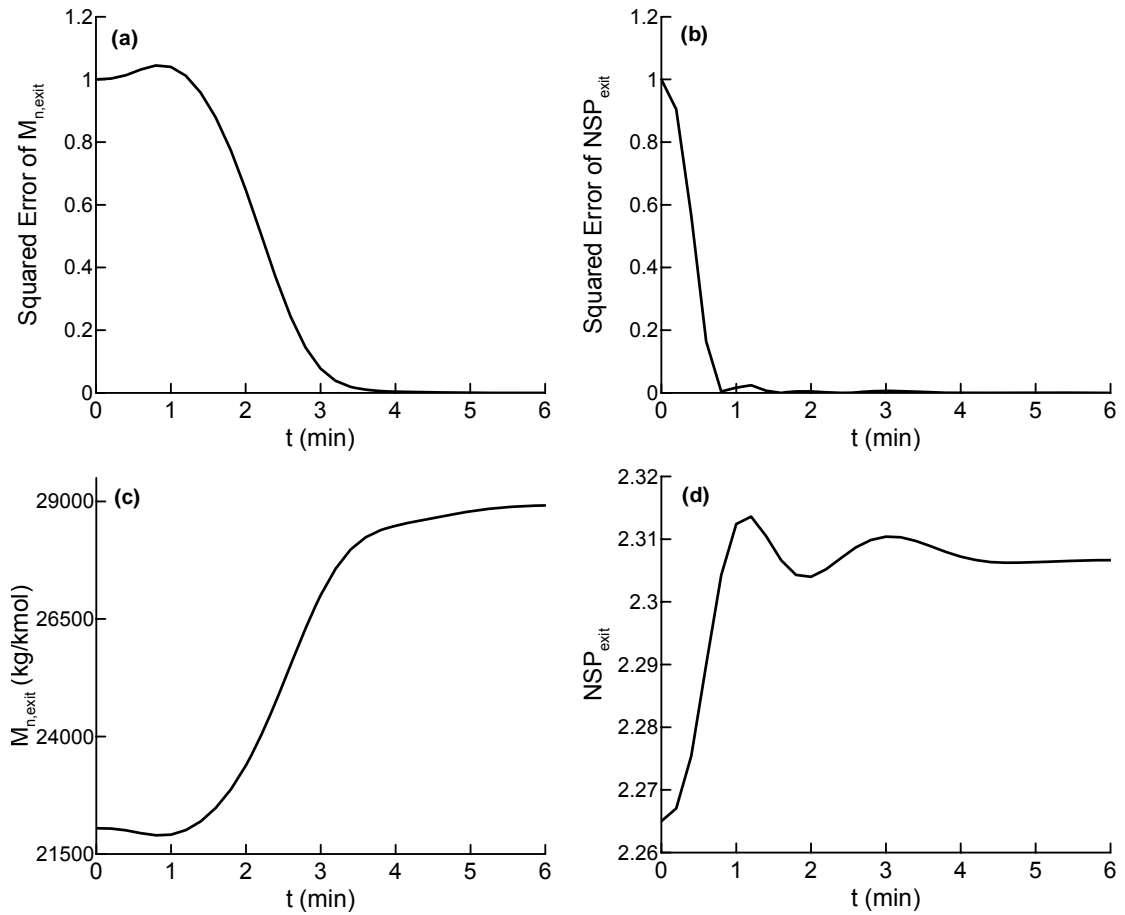 (a)
Squared Error of Mn,exit
1.2
1
0.8
0.6
0.4
0.2
0
0 1 2 3 4 5 6
t (min)
(b)
Squared Error of NSPexit
1.2
1
0.8
0.6
0.4
0.2
0
0 1 2 3 4 5 6
t (min)
(c)
Mn,exit (kg/kmol)
29000
26500
24000
21500
0 1 2 3 4 5 6
t (min)
(d)
NSPexit
2.32
2.31
2.3
2.29
2.28
2.27
2.26
0 1 2 3 4 5 6
t (min)